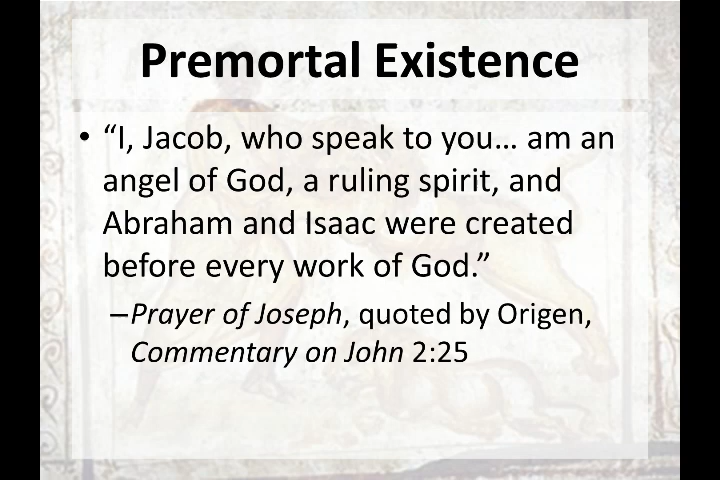 Premortal Existence
• “I, Jacob, who speak to you… am an
angel of God, a ruling spirit, and
Abraham and Isaac were created
before every work of God.”
–Prayer of Joseph, quoted by Origen,
Commentary on John 2:25